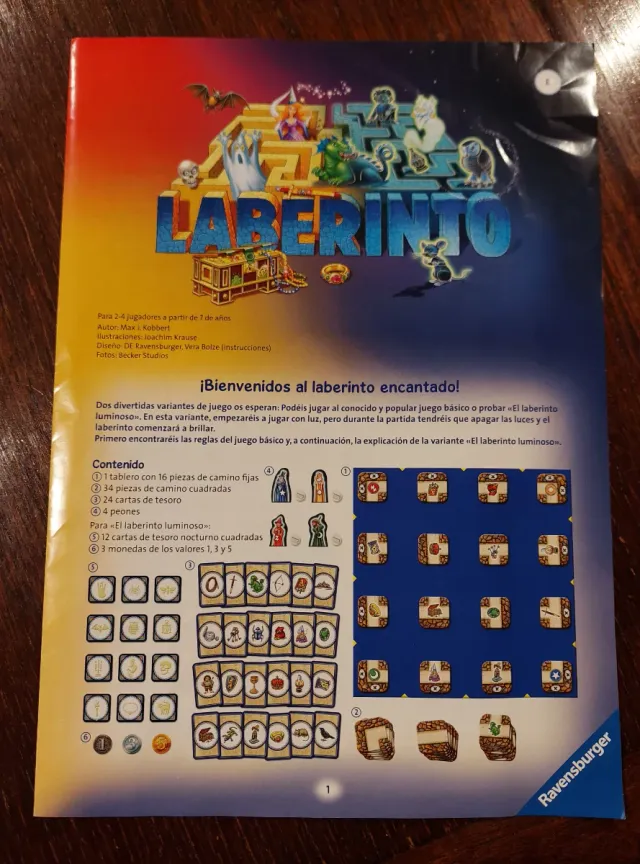 E
LABERINTO
Para 2-4 jugadores a partir de 7 de años
Autor: Max J. Kobbert
Ilustraciones: Joachim Krause
Diseño: DE Ravensburger, Vera Bolze (instrucciones)
Fotos: Becker Studios
¡Bienvenidos al laberinto encantado!
Dos divertidas variantes de juego os esperan: Podéis jugar al conocido y popular juego básico o probar «El laberinto
luminoso». En esta variante, empezaréis a jugar con luz, pero durante la partida tendréis que apagar las luces y el
laberinto comenzará a brillar.
Primero encontraréis las reglas del juego básico y, a continuación, la explicación de la variante «El laberinto luminoso».
Contenido
① 1 tablero con 16 piezas de camino fijas
② 34 piezas de camino cuadradas
③ 24 cartas de tesoro
④ 4 peones
Para «El laberinto luminoso»:
⑤ 12 cartas de tesoro nocturno cuadradas
⑥ 3 monedas de los valores 1, 3 y 5
④
①
⑤
③
②
⑥
1
1
Ravensburger